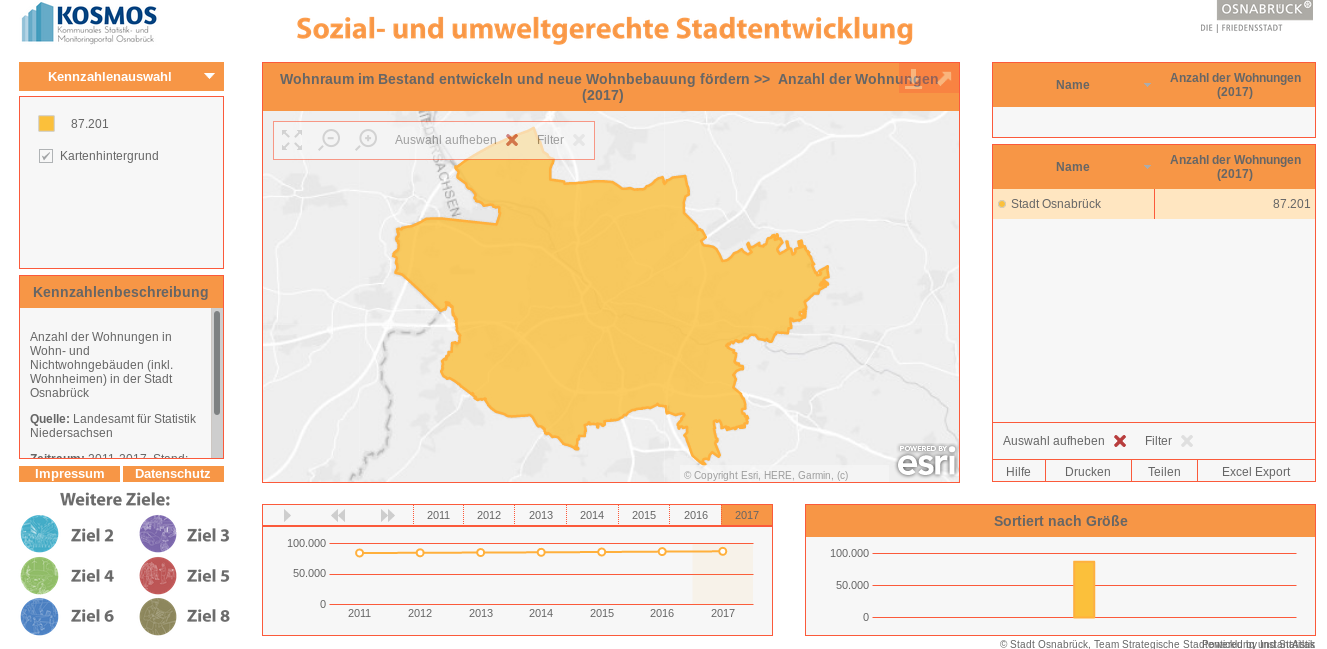 KOSMOS
Kommunales Statistik- und
Monitoringportal Osnabrück
Sozial- und umweltgerechte Stadtentwicklung
OSNABRÜCK®
DIE | FRIEDENSSTADT
Kennzahlenauswahl
87.201
Kartenhintergrund
Kennzahlenbeschreibung
Anzahl der Wohnungen in
Wohn- und
Nichtwohngebäuden (inkl.
Wohnheimen) in der Stadt
Osnabrück
Quelle: Landesamt für Statistik
Niedersachsen
Zeitraum: 2011-2017, Stand:
Impressum
Datenschutz
Weitere Ziele:
Ziel 2
Ziel 3
Ziel 4
Ziel 5
Ziel 6
Ziel 8
Wohnraum im Bestand entwickeln und neue Wohnbebauung fördern >> Anzahl der Wohnungen
(2017)
Auswahl aufheben
Filter
NIEDERSACHSEN
POWERED BY
esri
© Copyright Esri, HERE, Garmin, (c)
2011
2012
2013
2014
2015
2016
2017
100.000
50.000
0
2011
2012
2013
2014
2015
2016
2017
Name
Anzahl der Wohnungen
(2017)
Name
Anzahl der Wohnungen
(2017)
Stadt Osnabrück
87.201
Auswahl aufheben
Filter
Hilfe
Drucken
Teilen
Excel Export
Sortiert nach Größe
100.000
50.000
0
© Stadt Osnabrück, Team Strategische Stadtentwicklung und Statistik
Powered by InstantAtlas